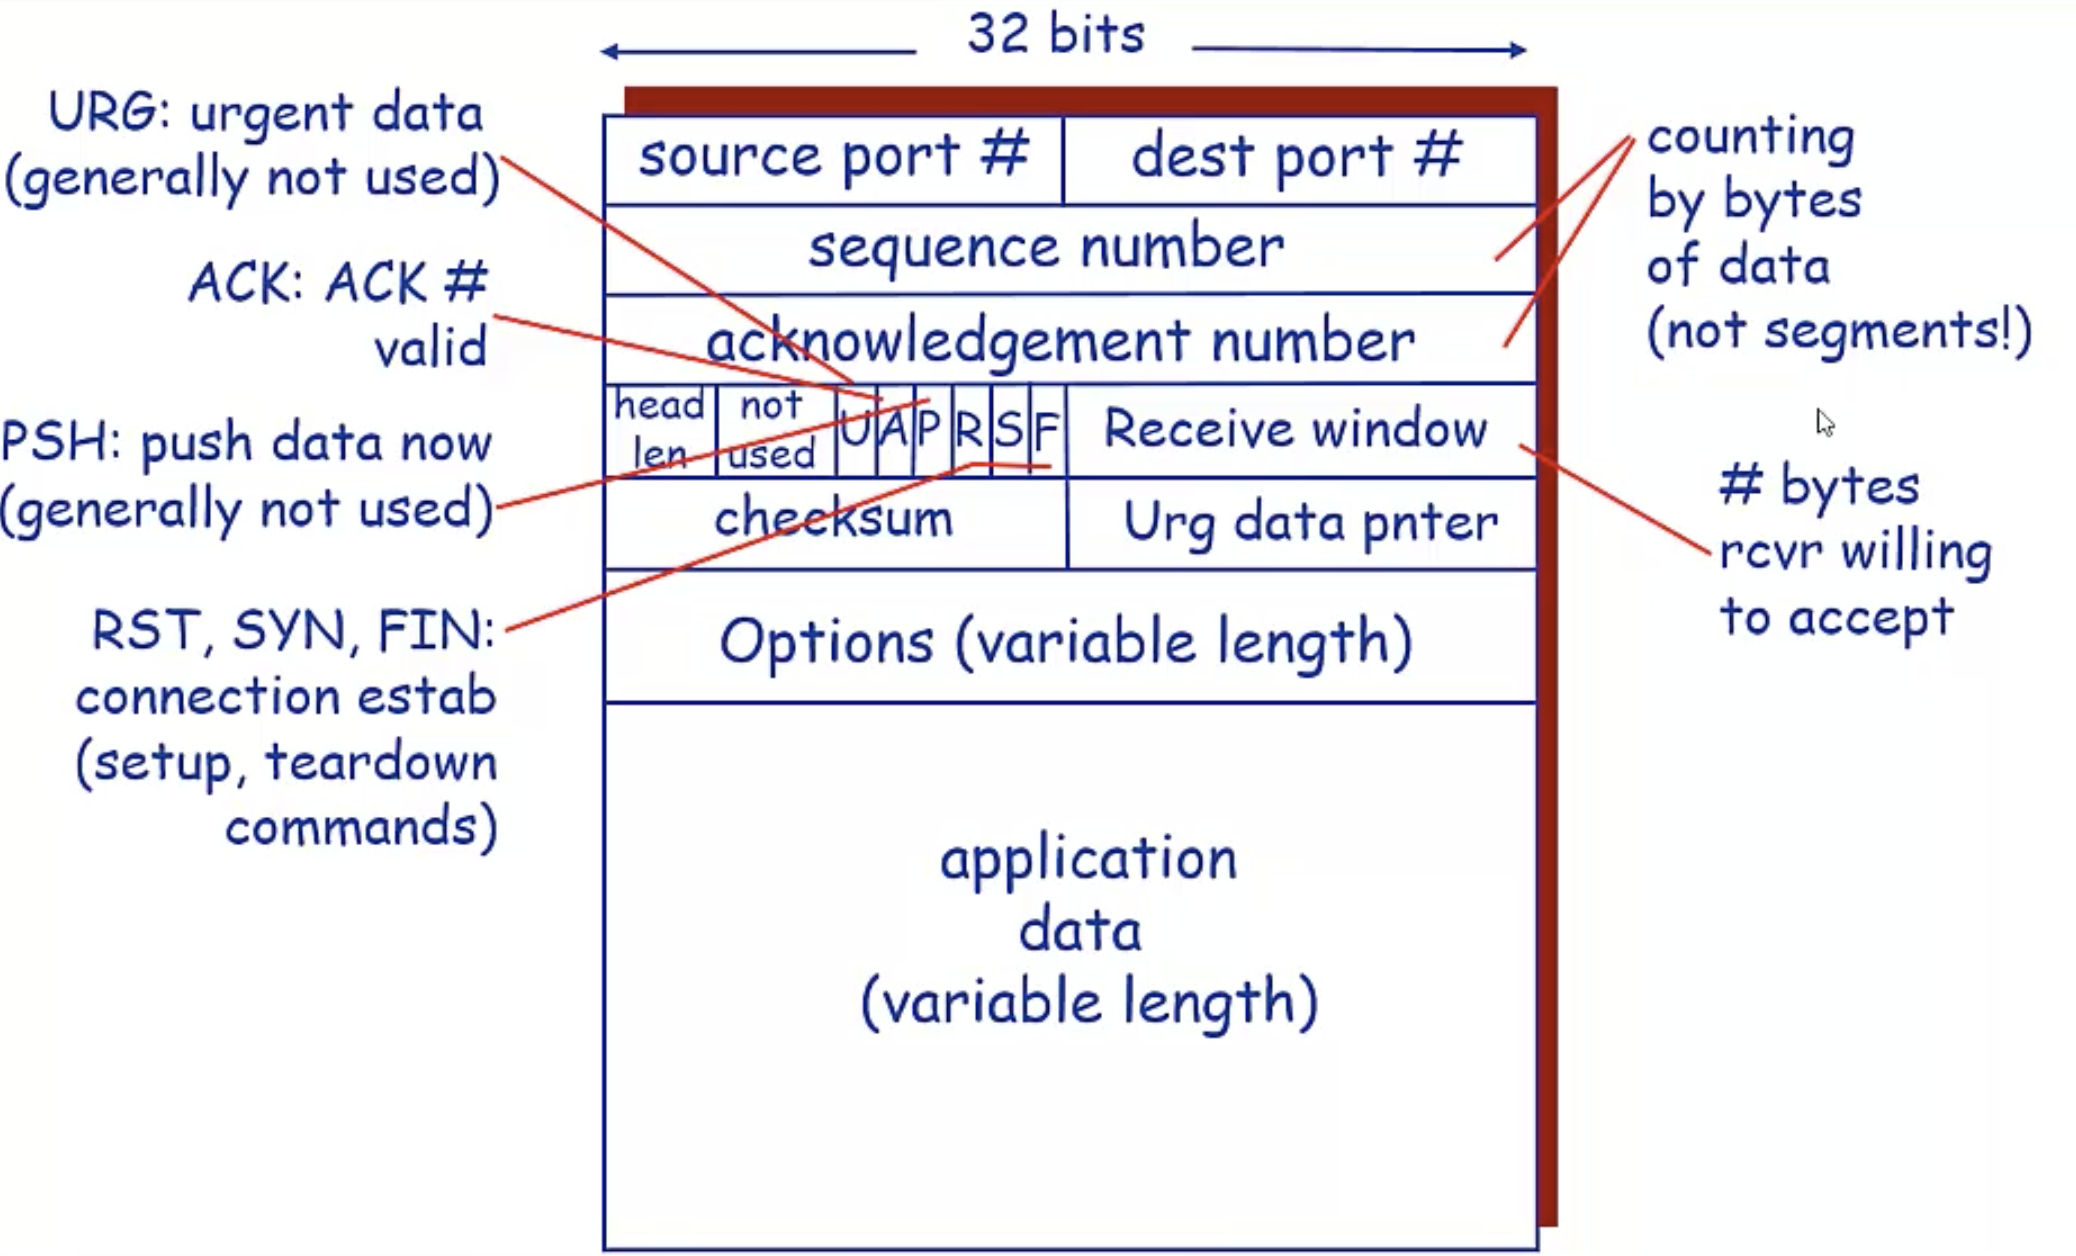 32 bits
URG: urgent data
(generally not used)
ACK: ACK #
valid
PSH: push data now
(generally not used)
RST, SYN, FIN:
connection estab
(setup, teardown
commands)
source port # dest port #
sequence number
acknowledgement number
head
len
not
used
U A P R S F
Receive window
checksum Urg data pnter
Options (variable length)
application
data
(variable length)
counting
by bytes
of data
(not segments!)
# bytes
rcvr willing
to accept